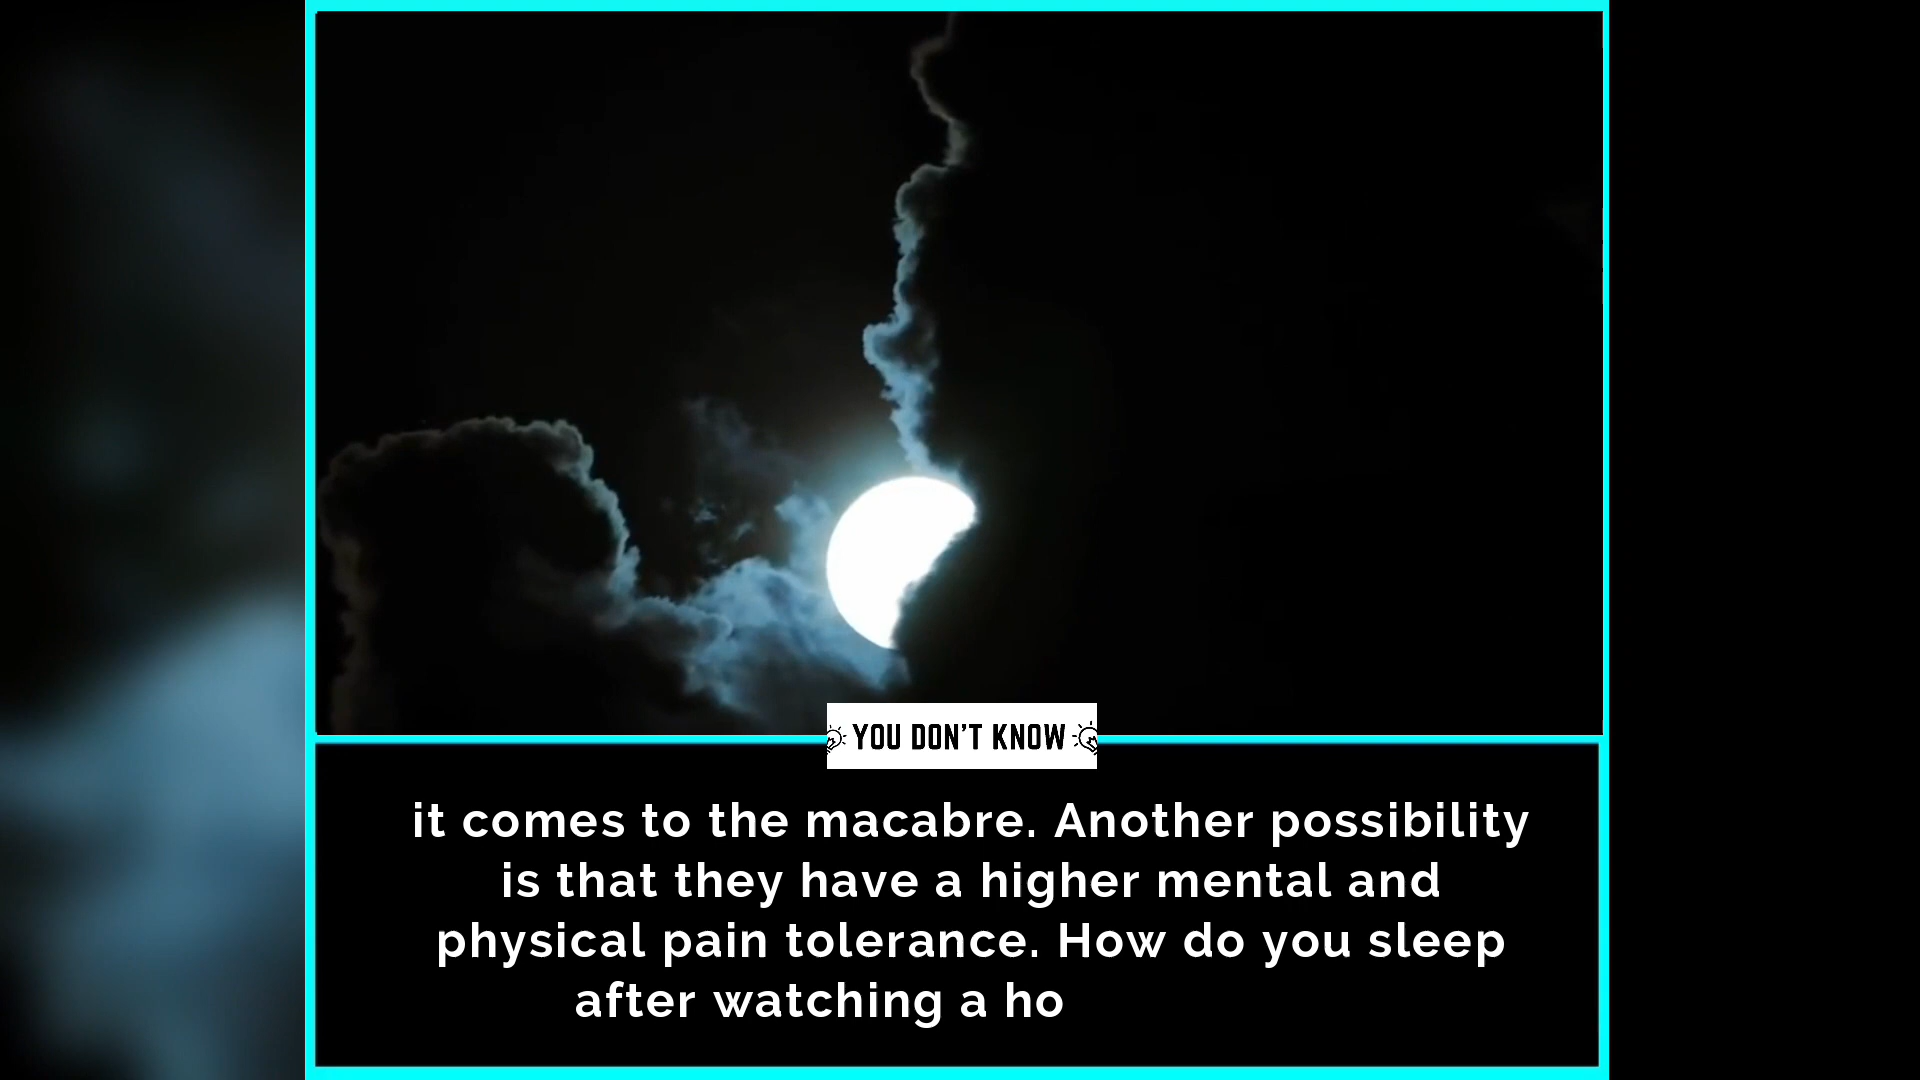 YOU DON'T KNOW
it comes to the macabre. Another possibility
is that they have a higher mental and
physical pain tolerance. How do you sleep
after watching a ho